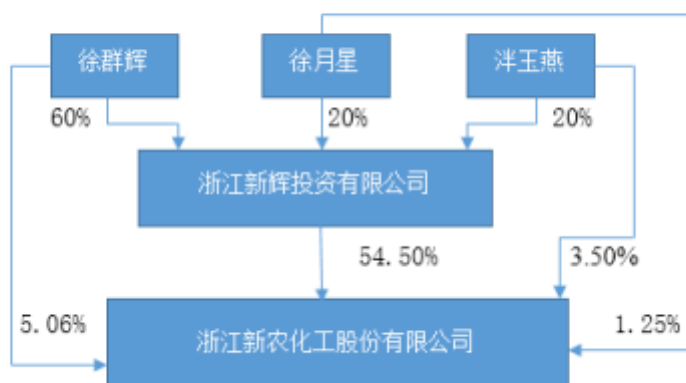 徐群辉
徐月星
泮玉燕
60%
20%
20%
浙江新辉投资有限公司
54.50%
3.50%
5.06%
浙江新农化工股份有限公司
1.25%